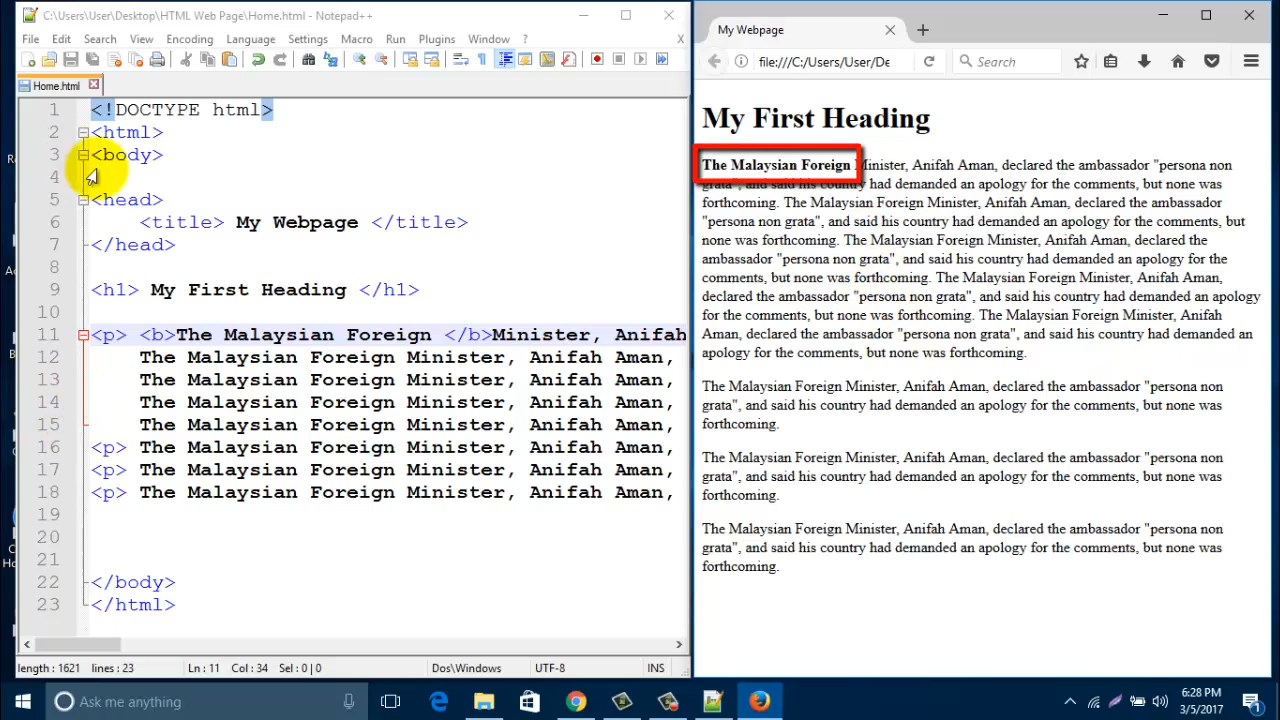 C:\Users\User\Desktop\HTML Web Page\Home.html - Notepad++
File Edit Search View Encoding Language Settings Macro Run Plugins Window ?
X
Home.html
1 <!DOCTYPE html>
2 <html>
3 <body>
4
5 <head>
6 <title> My Webpage </title>
7 </head>
8
9 <h1> My First Heading </h1>
10
11 <p> <b>The Malaysian Foreign </b>Minister, Anifah
12 The Malaysian Foreign Minister, Anifah Aman,
13 The Malaysian Foreign Minister, Anifah Aman,
14 The Malaysian Foreign Minister, Anifah Aman,
15 The Malaysian Foreign Minister, Anifah Aman,
16 <p> The Malaysian Foreign Minister, Anifah Aman,
17 <p> The Malaysian Foreign Minister, Anifah Aman,
18 <p> The Malaysian Foreign Minister, Anifah Aman,
19
20
21
22 </body>
23 </html>
length : 1621 lines : 23 Ln : 11 Col : 34 Sel : 0 | 0 Dos\Windows UTF-8 INS
My Webpage
file:///C:/Users/User/De
Search
My First Heading
The Malaysian Foreign Minister, Anifah Aman, declared the ambassador "persona non
grata", and said his country had demanded an apology for the comments, but none was
forthcoming. The Malaysian Foreign Minister, Anifah Aman, declared the ambassador
"persona non grata", and said his country had demanded an apology for the comments, but
none was forthcoming. The Malaysian Foreign Minister, Anifah Aman, declared the
ambassador "persona non grata", and said his country had demanded an apology for the
comments, but none was forthcoming. The Malaysian Foreign Minister, Anifah Aman,
declared the ambassador "persona non grata", and said his country had demanded an apology
for the comments, but none was forthcoming. The Malaysian Foreign Minister, Anifah
Aman, declared the ambassador "persona non grata", and said his country had demanded an
apology for the comments, but none was forthcoming.
The Malaysian Foreign Minister, Anifah Aman, declared the ambassador "persona non
grata", and said his country had demanded an apology for the comments, but none was
forthcoming.
The Malaysian Foreign Minister, Anifah Aman, declared the ambassador "persona non
grata", and said his country had demanded an apology for the comments, but none was
forthcoming.
The Malaysian Foreign Minister, Anifah Aman, declared the ambassador "persona non
grata", and said his country had demanded an apology for the comments, but none was
forthcoming.
Ask me anything
6:28 PM
3/5/2017
1